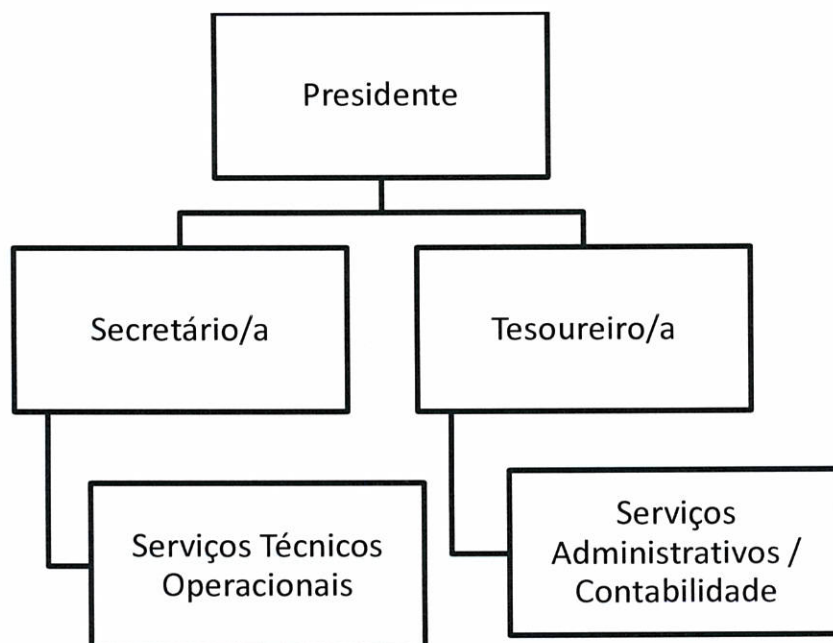 Presidente
Secretário/a
Tesoureiro/a
Serviços Técnicos
Operacionais
Serviços
Administrativos /
Contabilidade